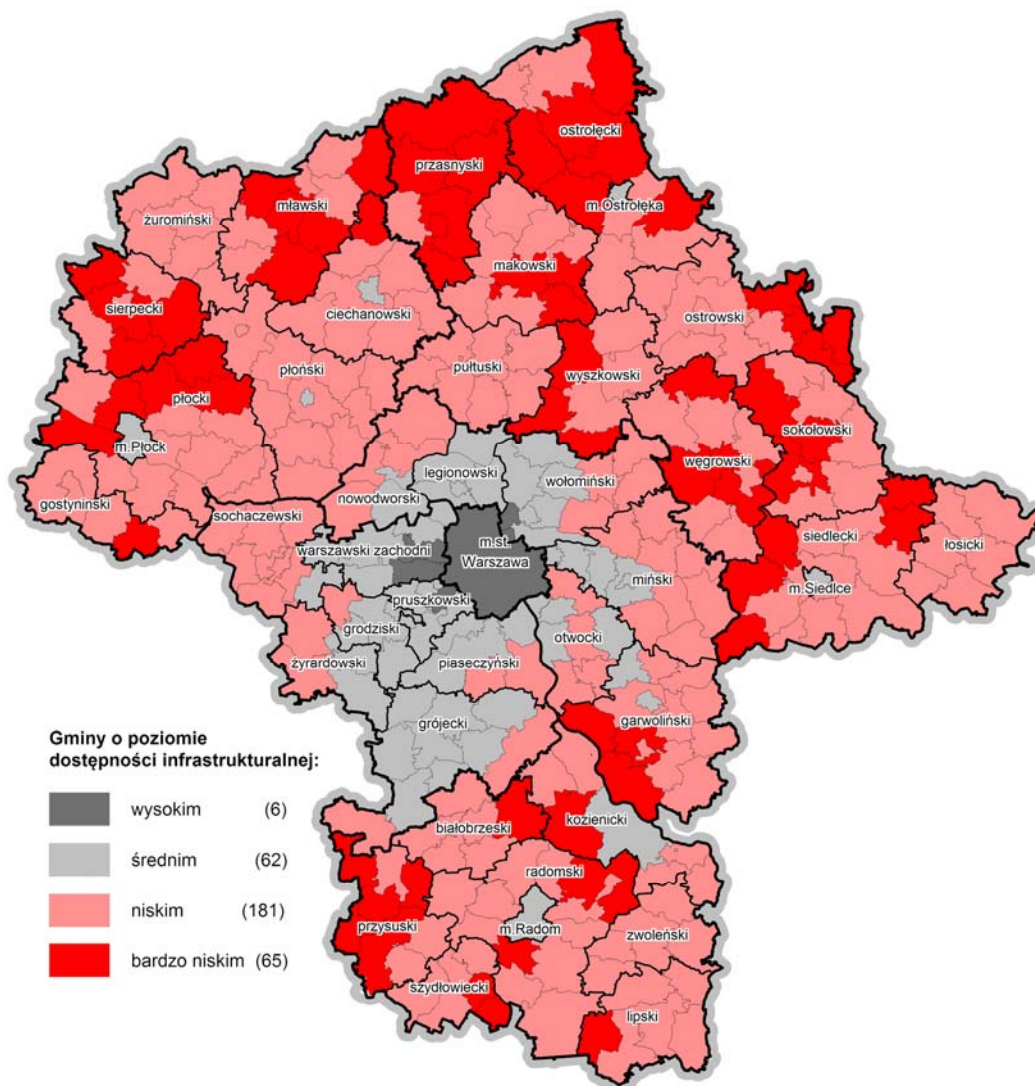 ostrołęcki
przasnyski
m.Ostrołęka
mławski
żuromiński
makowski
sierpecki
ciechanowski
ostrowski
płoński
pułtuski
wyszkowski
płocki
sokołowski
m.Płock
węgrowski
legionowski
wołomiński
nowodworski
gostyniński
sochaczewski
siedlecki
łosicki
warszawski zachodni
m.st.
Warszawa
miński
m.Siedlce
pruszkowski
grodziski
otwocki
żyrardowski
piaseczyński
grójecki
garwoliński
Gminy o poziomie
dostępności infrastrukturalnej:
wysokim (6)
średnim (62)
niskim (181)
bardzo niskim (65)
białobrzeski
kozienicki
radomski
przysuski
m.Radom
zwoleński
szydłowiecki
lipski